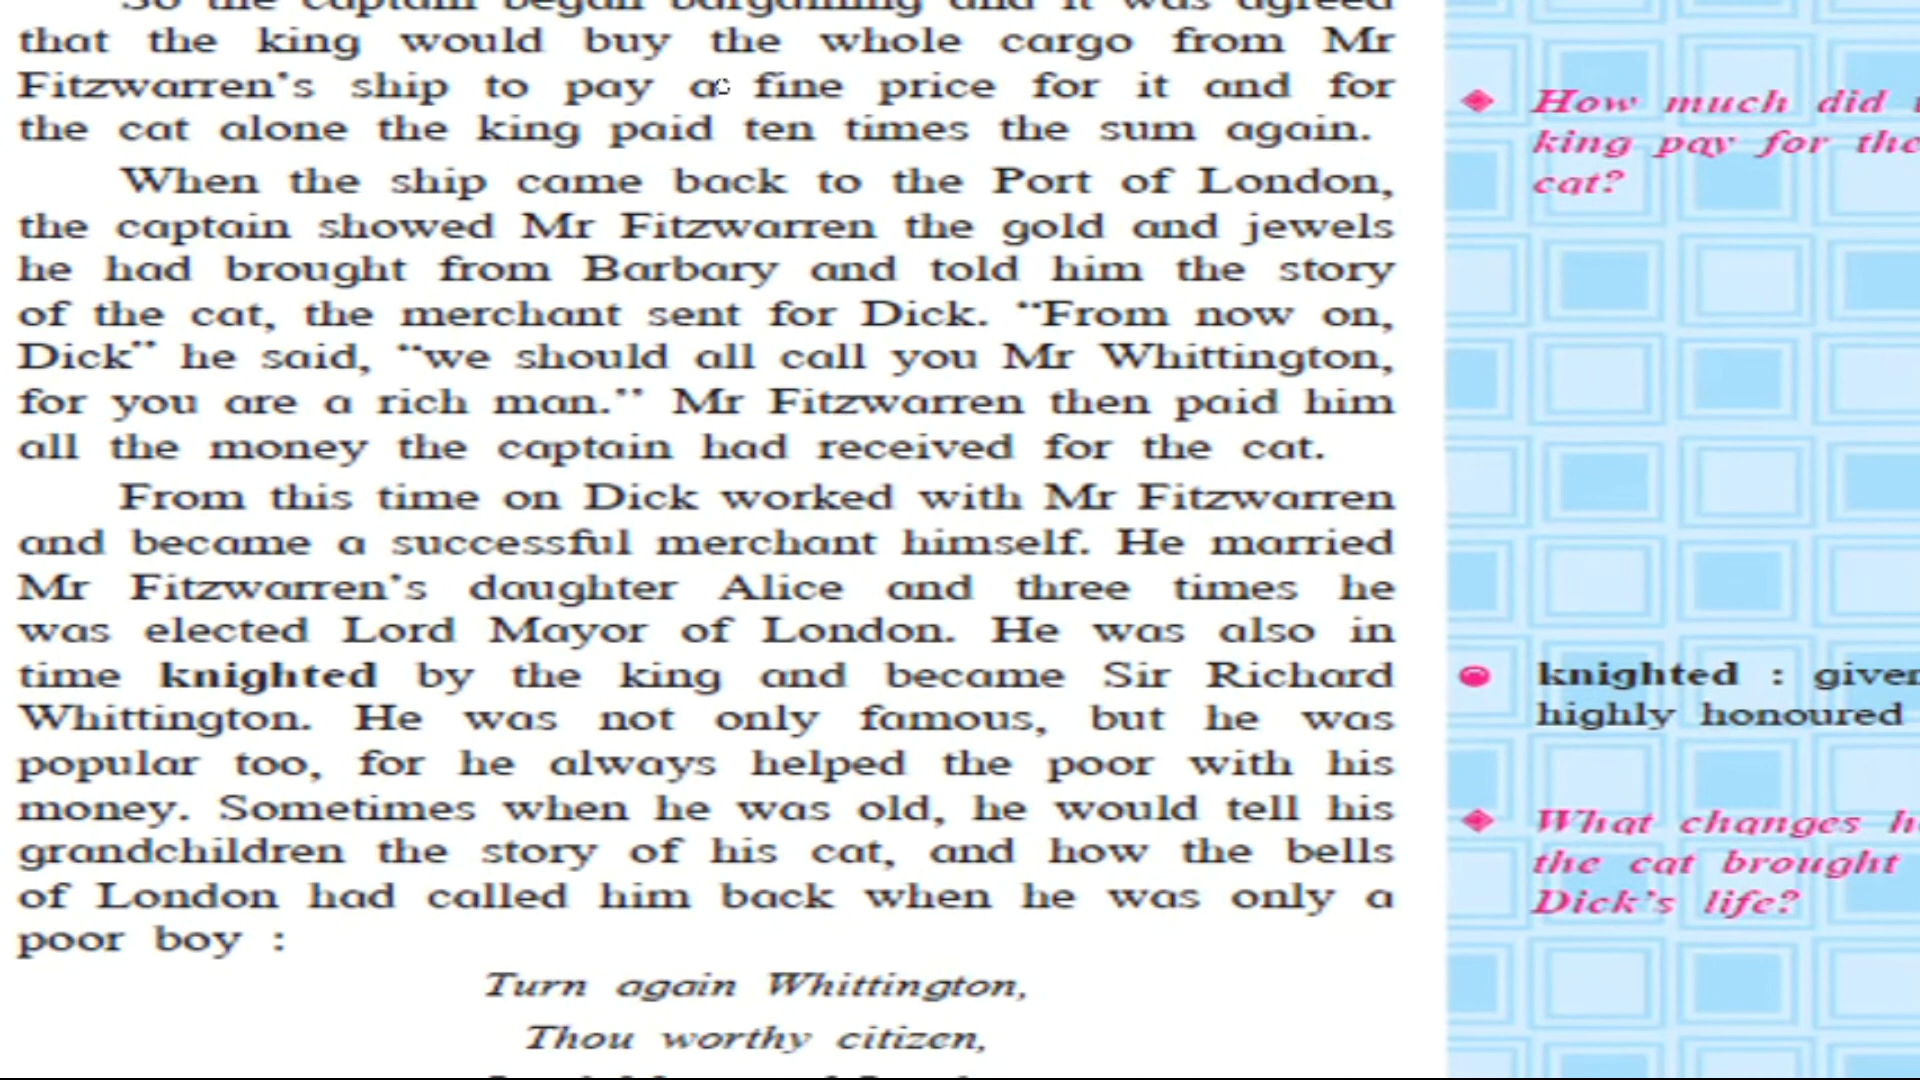 So the captain began bargaining and it was agreed
that the king would buy the whole cargo from Mr
Fitzwarren's ship to pay a fine price for it and for
the cat alone the king paid ten times the sum again.
When the ship came back to the Port of London,
the captain showed Mr Fitzwarren the gold and jewels
he had brought from Barbary and told him the story
of the cat, the merchant sent for Dick. "From now on,
Dick" he said, "we should all call you Mr Whittington,
for you are a rich man." Mr Fitzwarren then paid him
all the money the captain had received for the cat.
From this time on Dick worked with Mr Fitzwarren
and became a successful merchant himself. He married
Mr Fitzwarren's daughter Alice and three times he
was elected Lord Mayor of London. He was also in
time knighted by the king and became Sir Richard
Whittington. He was not only famous, but he was
popular too, for he always helped the poor with his
money. Sometimes when he was old, he would tell his
grandchildren the story of his cat, and how the bells
of London had called him back when he was only a
poor boy :
Turn again Whittington,
Thou worthy citizen,
How much did
king pay for the
cat?
knighted : given
highly honoured
What changes
the cat brought
Dick's life?